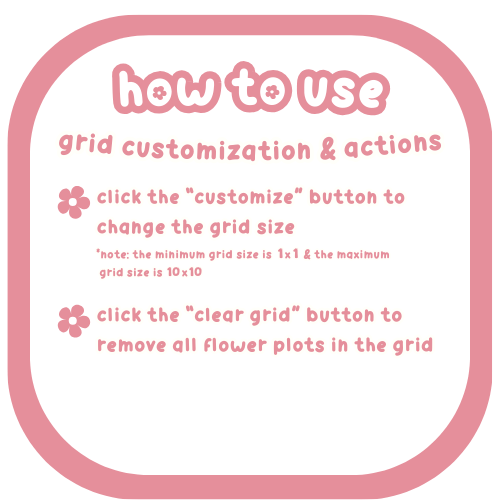 how to use
grid customization & actions
click the "customize" button to
change the grid size
*note: the minimum grid size is 1x1 & the maximum
grid size is 10x10
click the "clear grid" button to
remove all flower plots in the grid